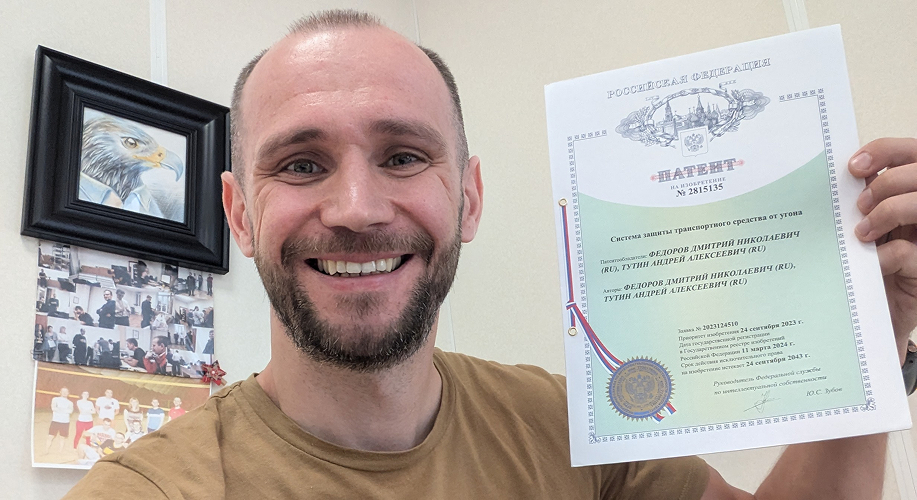 РОССИЙСКАЯ ФЕДЕРАЦИЯ
ПАТЕНТ
НА ИЗОБРЕТЕНИЕ
№ 2815135
Система защиты транспортного средства от угона
Патентообладатели: ФЕДОРОВ ДМИТРИЙ НИКОЛАЕВИЧ
(RU), ТУТИН АНДРЕЙ АЛЕКСЕЕВИЧ (RU)
Авторы: ФЕДОРОВ ДМИТРИЙ НИКОЛАЕВИЧ (RU),
ТУТИН АНДРЕЙ АЛЕКСЕЕВИЧ (RU)
Заявка № 2023124510
Приоритет изобретения 24 сентября 2023 г.
Дата государственной регистрации
в Государственном реестре изобретений
Российской Федерации 11 марта 2024 г.
Срок действия исключительного права
на изобретение истекает 24 сентября 2043 г.
Руководитель Федеральной службы
по интеллектуальной собственности
Ю.С. Зубов